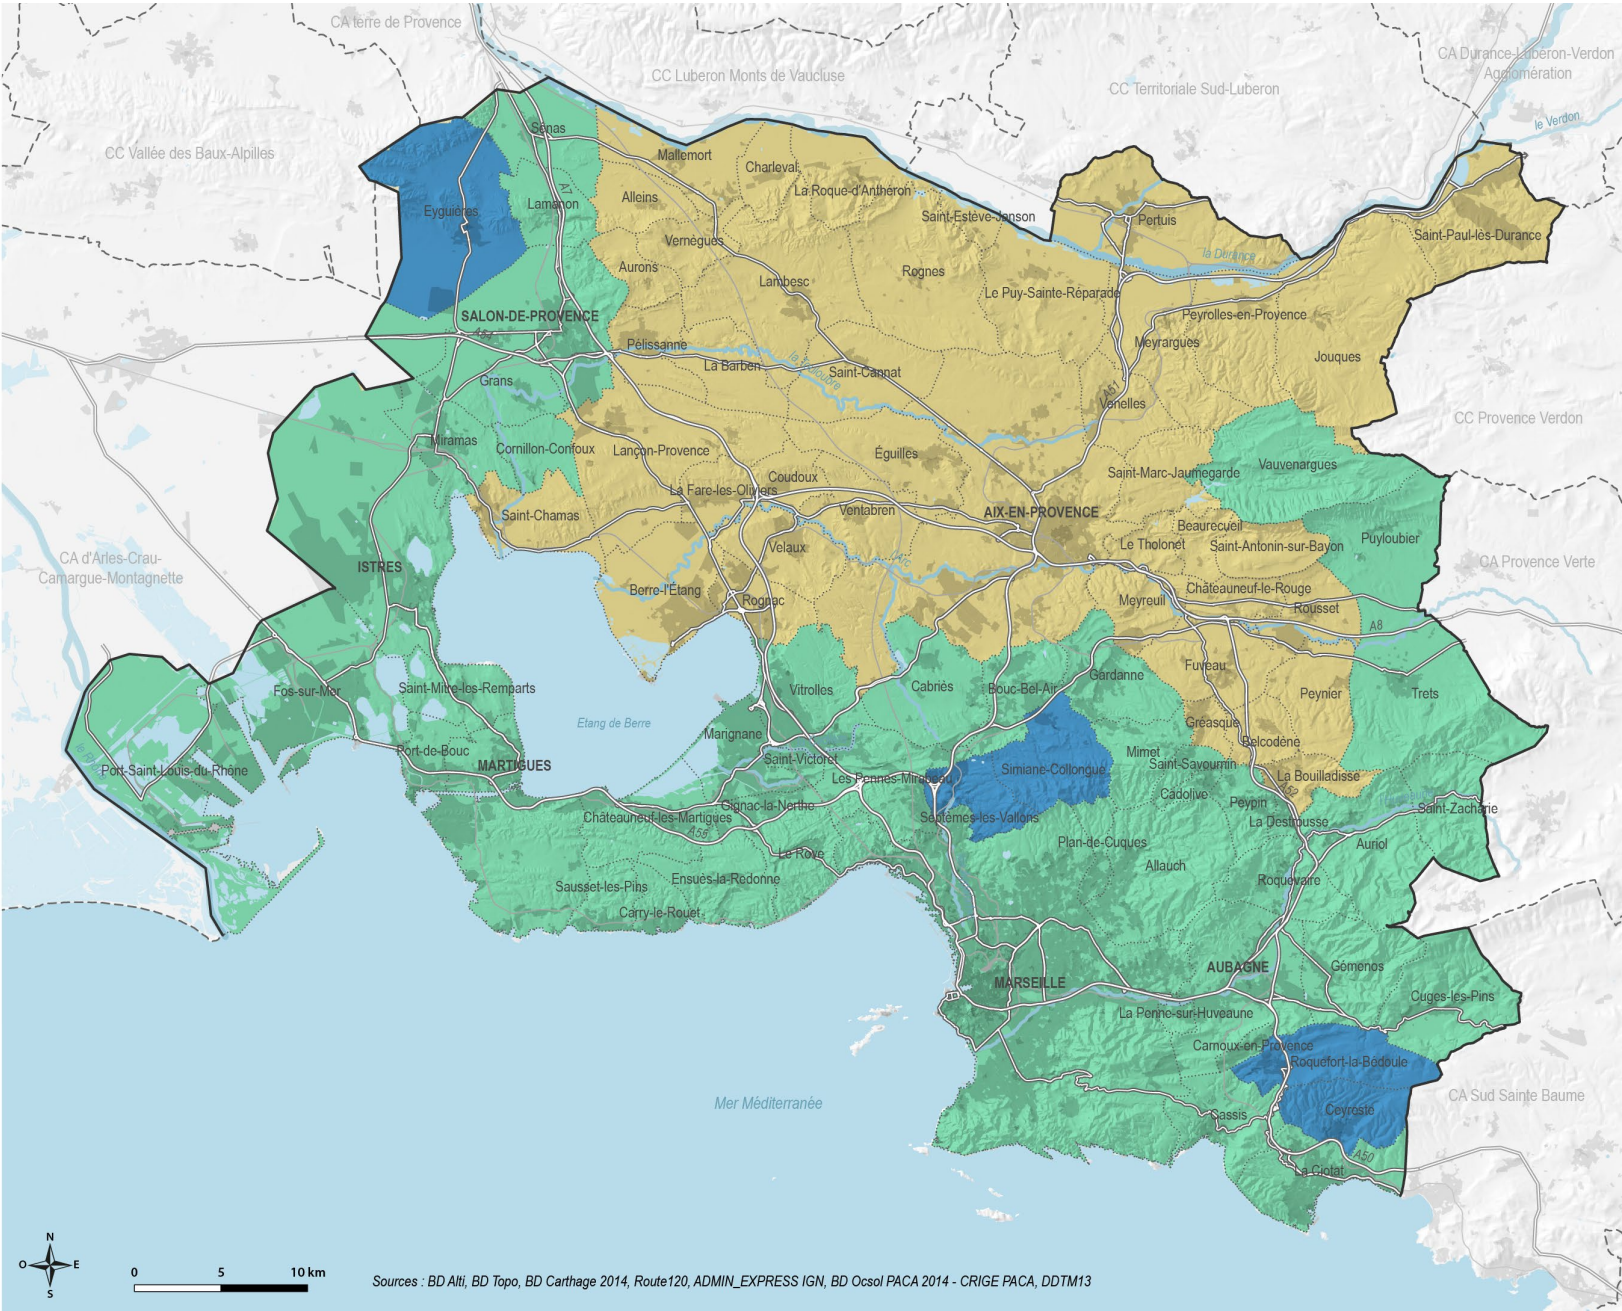 CA terre de Provence
CC Luberon Monts de Vaucluse
CA Durance-Luberon-Verdon
Agglomération
CC Territoriale Sud-Luberon
le Verdon
CC Vallée des Baux-Alpilles
Sénas
Mallemort
Charleval
La Roque-d'Anthéron
A7
Alleins
Lamanon
Eyguières
Saint-Estève-Janson
Pertuis
Saint-Paul-lès-Durance
Vernègues
la Durance
Aurons
Rognes
Lambesc
Le Puy-Sainte-Réparade
SALON-DE-PROVENCE
Peyrolles-en-Provence
A54
Pélissanne
Meyrargues
Jouques
La Barben
la Touloubre
Saint-Cannat
Grans
A51
Venelles
CC Provence Verdon
Miramas
Cornillon-Confoux
Lançon-Provence
Éguilles
Vauvenargues
Saint-Marc-Jaumegarde
Coudoux
La Fare-les-Oliviers
Saint-Chamas
Ventabren
AIX-EN-PROVENCE
Beaurecueil
Puyloubier
Velaux
Le Tholonet
Saint-Antonin-sur-Bayon
CA d'Arles-Crau-
Camargue-Montagnette
ISTRES
l'Arc
CA Provence Verte
Berre-l'Étang
Rognac
Meyreuil
Châteauneuf-le-Rouge
Rousset
A8
Fuveau
Fos-sur-Mer
Saint-Mitre-les-Remparts
Vitrolles
Cabriès
Bouc-Bel-Air
Gardanne
Peynier
Trets
Etang de Berre
Gréasque
Marignane
Belcodène
Port-de-Bouc
Mimet
Saint-Savournin
MARTIGUES
Saint-Victoret
Port-Saint-Louis-du-Rhône
Simiane-Collongue
Les Pennes-Mirabeau
La Bouilladisse
A52
Cadolive
Peypin
Gignac-la-Nerthe
Saint-Zacharie
Châteauneuf-les-Martigues
Septèmes-les-Vallons
La Destrousse
A55
Plan-de-Cuques
Auriol
Le Rove
Allauch
Roquevaire
Ensuès-la-Redonne
Sausset-les-Pins
Carry-le-Rouet
AUBAGNE
Gémenos
MARSEILLE
Cuges-les-Pins
La Penne-sur-Huveaune
Carnoux-en-Provence
Roquefort-la-Bédoule
CA Sud Sainte Baume
Mer Méditerranée
Ceyreste
Cassis
A50
La Ciotat
N
O
E
S
0 5 10 km
Sources : BD Alti, BD Topo, BD Carthage 2014, Route120, ADMIN_EXPRESS IGN, BD Ocsol PACA 2014 - CRIGE PACA, DDTM13